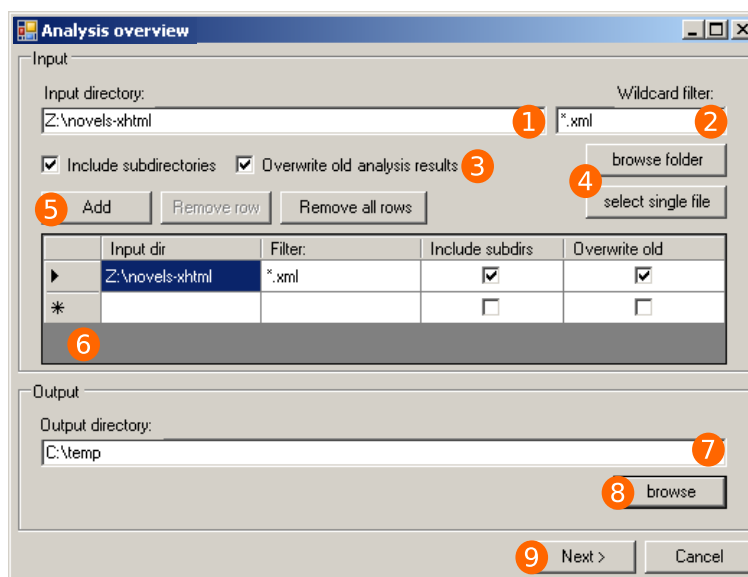 Analysis overview
Input
Input directory: Wildcard filter:
Z:\novels-xhtml 1 *.xml 2
Include subdirectories Overwrite old analysis results 3 browse folder
4
5 Add Remove row Remove all rows select single file
Input dir Filter: Include subdirs Overwrite old
Z:\novels-xhtml *.xml
6
Output
Output directory:
C:\temp 7
8 browse
9 Next > Cancel